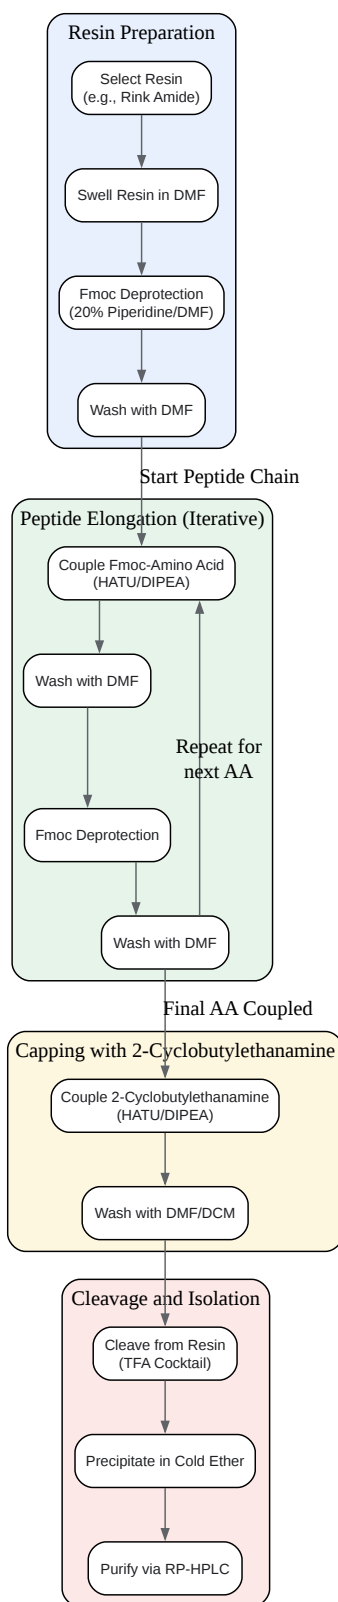 Resin Preparation
Select Resin
(e.g., Rink Amide)
Swell Resin in DMF
Fmoc Deprotection
(20% Piperidine/DMF)
Wash with DMF
Start Peptide Chain
Peptide Elongation (Iterative)
Couple Fmoc-Amino Acid
(HATU/DIPEA)
Wash with DMF
Repeat for
next AA
Fmoc Deprotection
Wash with DMF
Final AA Coupled
Capping with 2-Cyclobutylethanamine
Couple 2-Cyclobutylethanamine
(HATU/DIPEA)
Wash with DMF/DCM
Cleavage and Isolation
Cleave from Resin
(TFA Cocktail)
Precipitate in Cold Ether
Purify via RP-HPLC